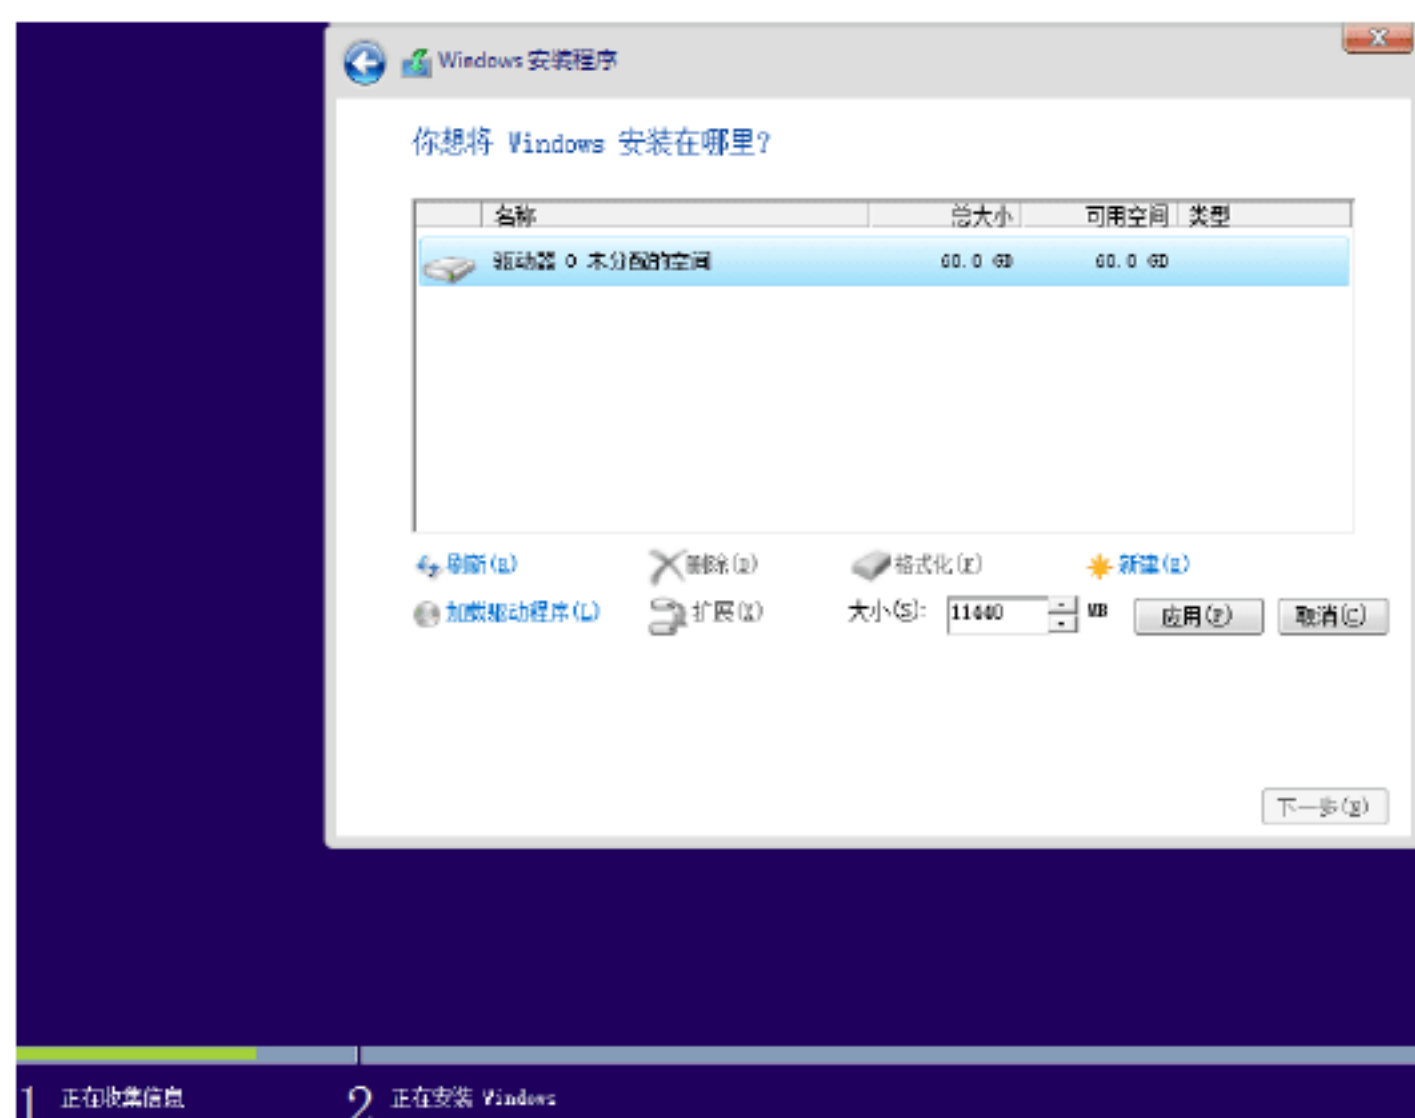 Windows 安装程序
你想将 Windows 安装在哪里?
名称 总大小 可用空间 类型
驱动器 0 未分配的空间 60.0 GB 60.0 GB
刷新(R) 删除(D) 格式化(F) 新建(E)
加载驱动程序(L) 扩展(X) 大小(S): 11440 MB 应用(P) 取消(C)
下一步(N)
1 正在收集信息 2 正在安装 Windows